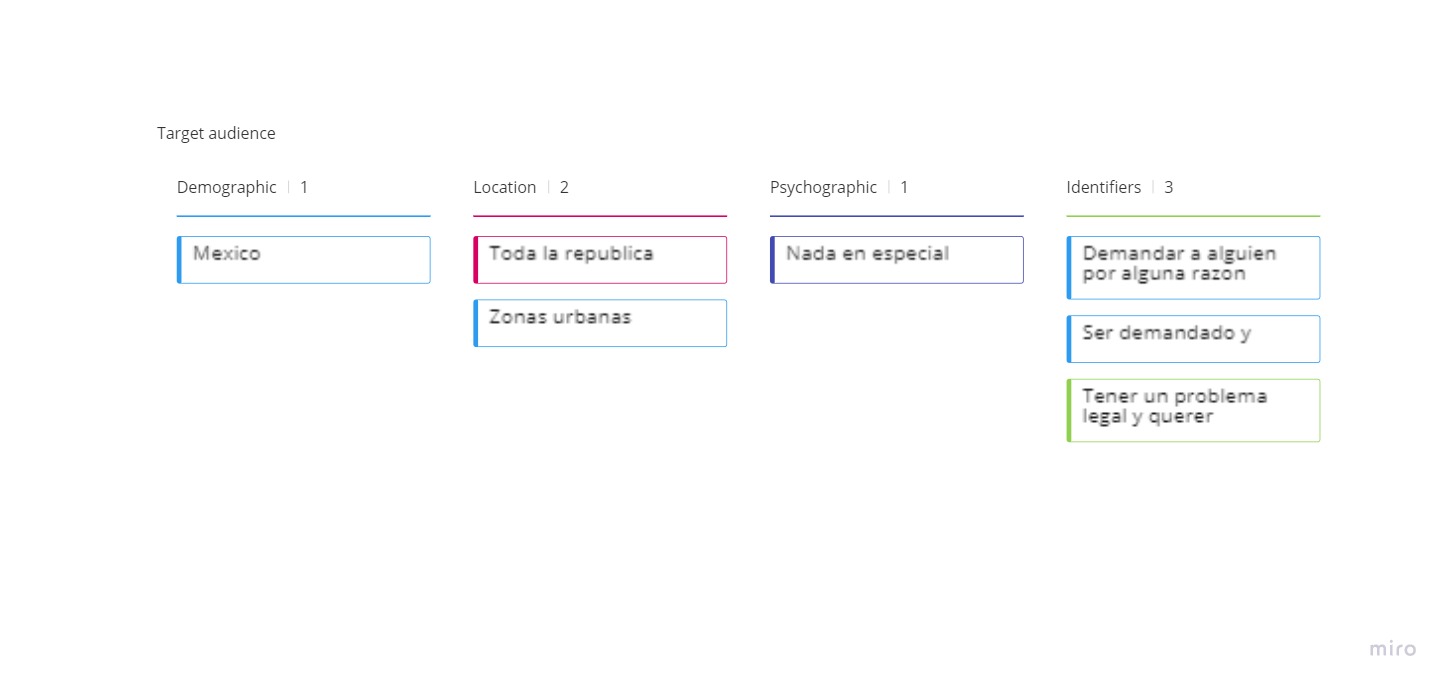 Target audience
Demographic | 1
Mexico
Location | 2
Toda la republica
Zonas urbanas
Psychographic | 1
Nada en especial
Identifiers | 3
Demandar a alguien
por alguna razon
Ser demandado y
Tener un problema
legal y querer
miro